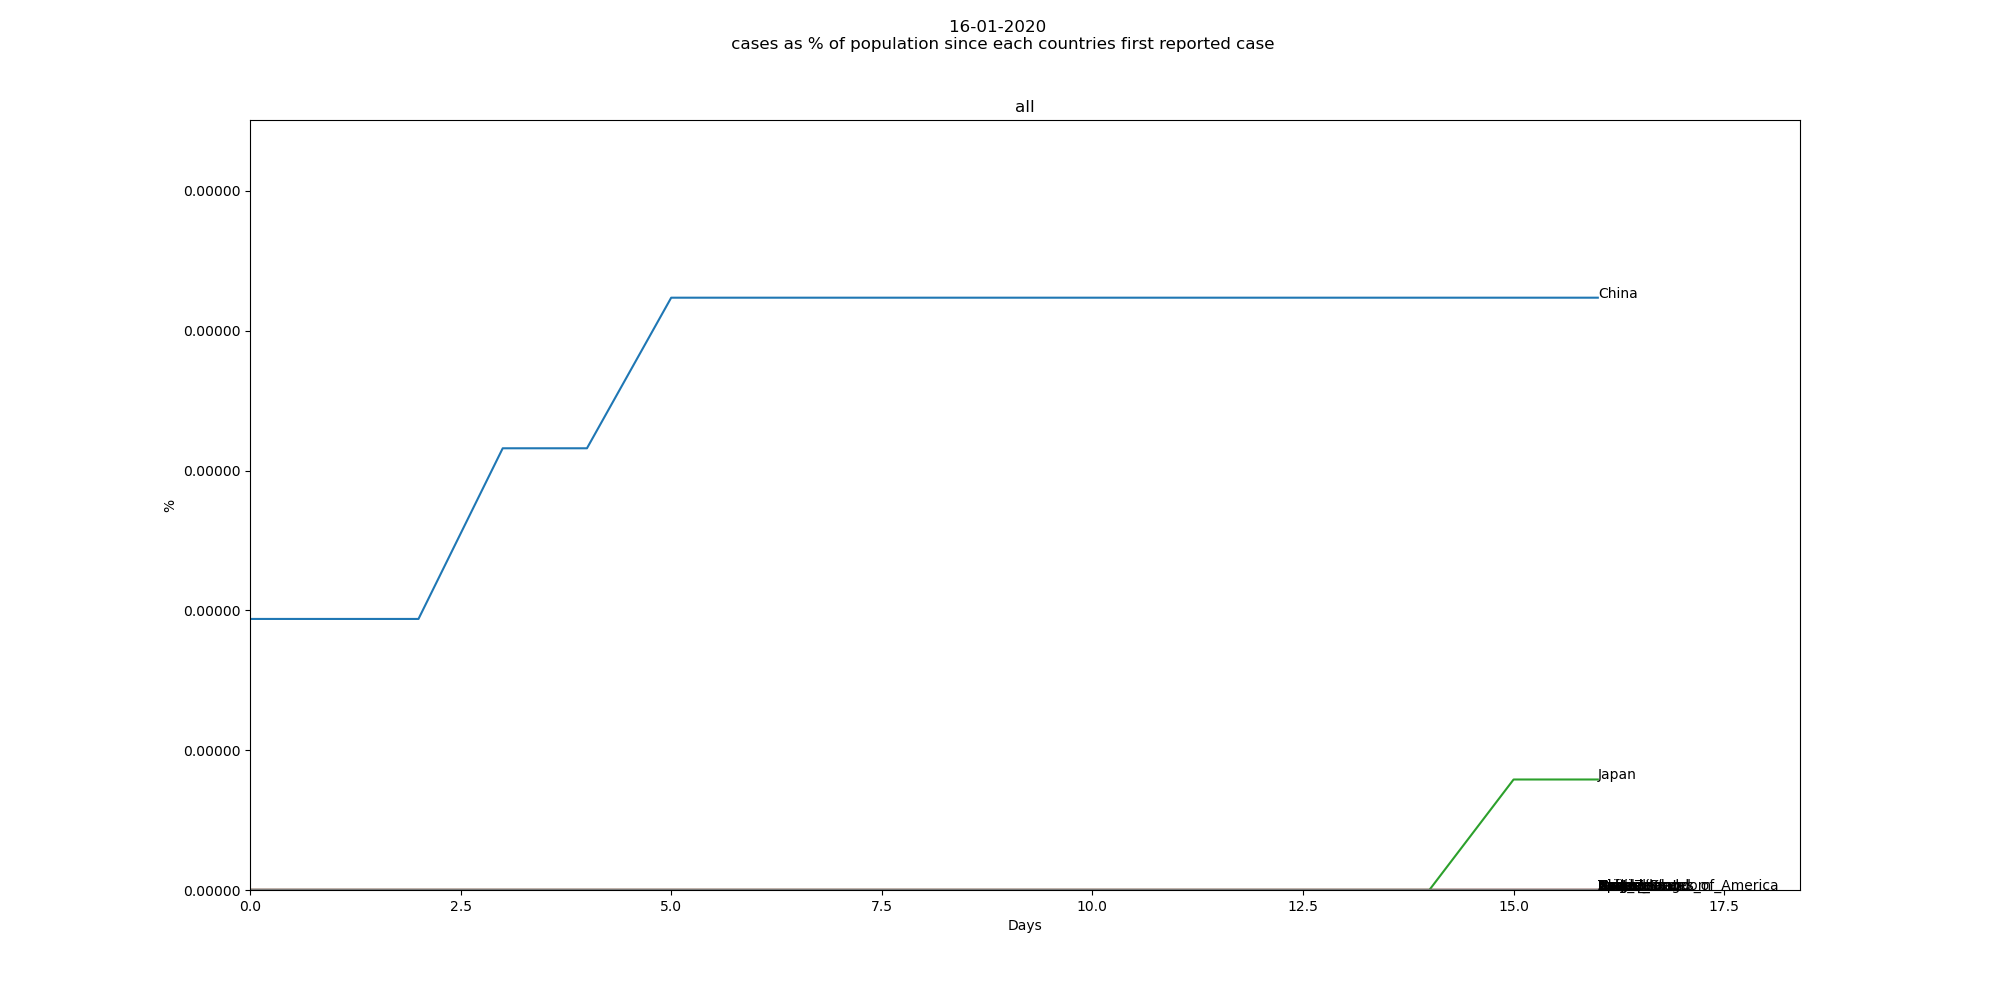 16-01-2020
cases as % of population since each countries first reported case
all
0.00000
0.00000
China
0.00000
0.00000
%
0.00000
0.00000
Japan
of_America
0.0 2.5 5.0 7.5 10.0 12.5 15.0 17.5
Days